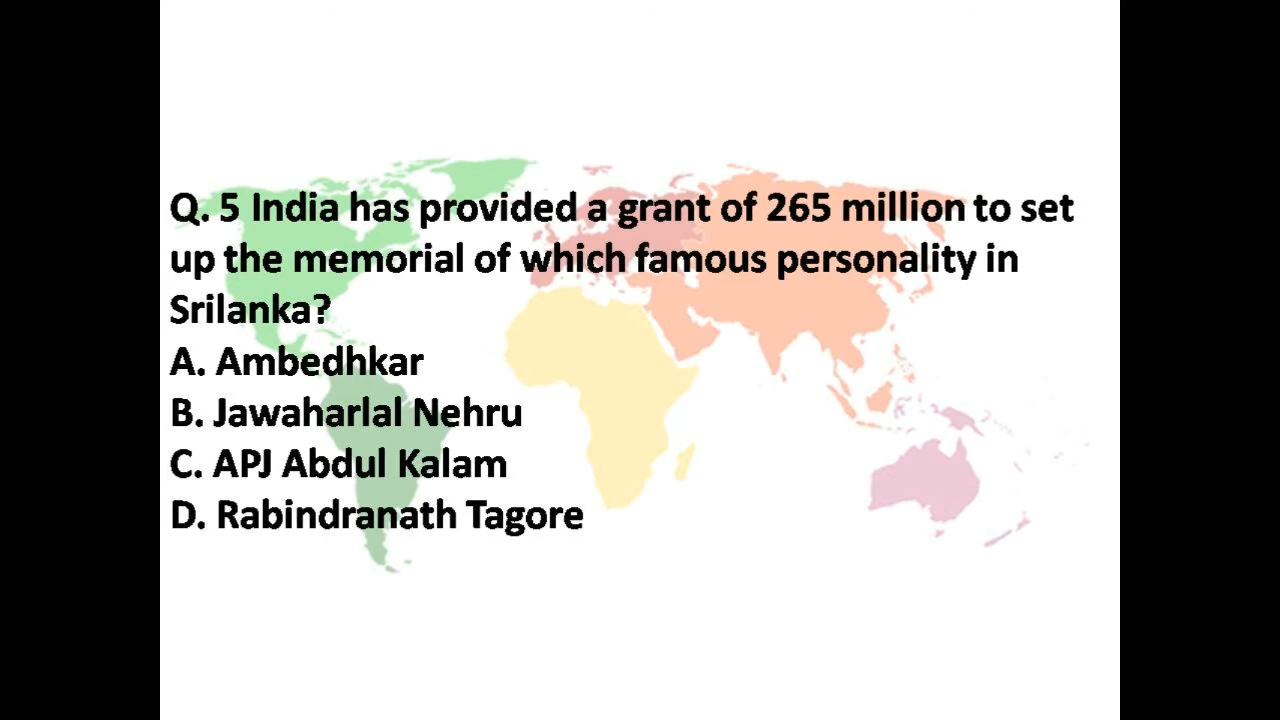 Q. 5 India has provided a grant of 265 million to set
up the memorial of which famous personality in
Srilanka?
A. Ambedhkar
B. Jawaharlal Nehru
C. APJ Abdul Kalam
D. Rabindranath Tagore